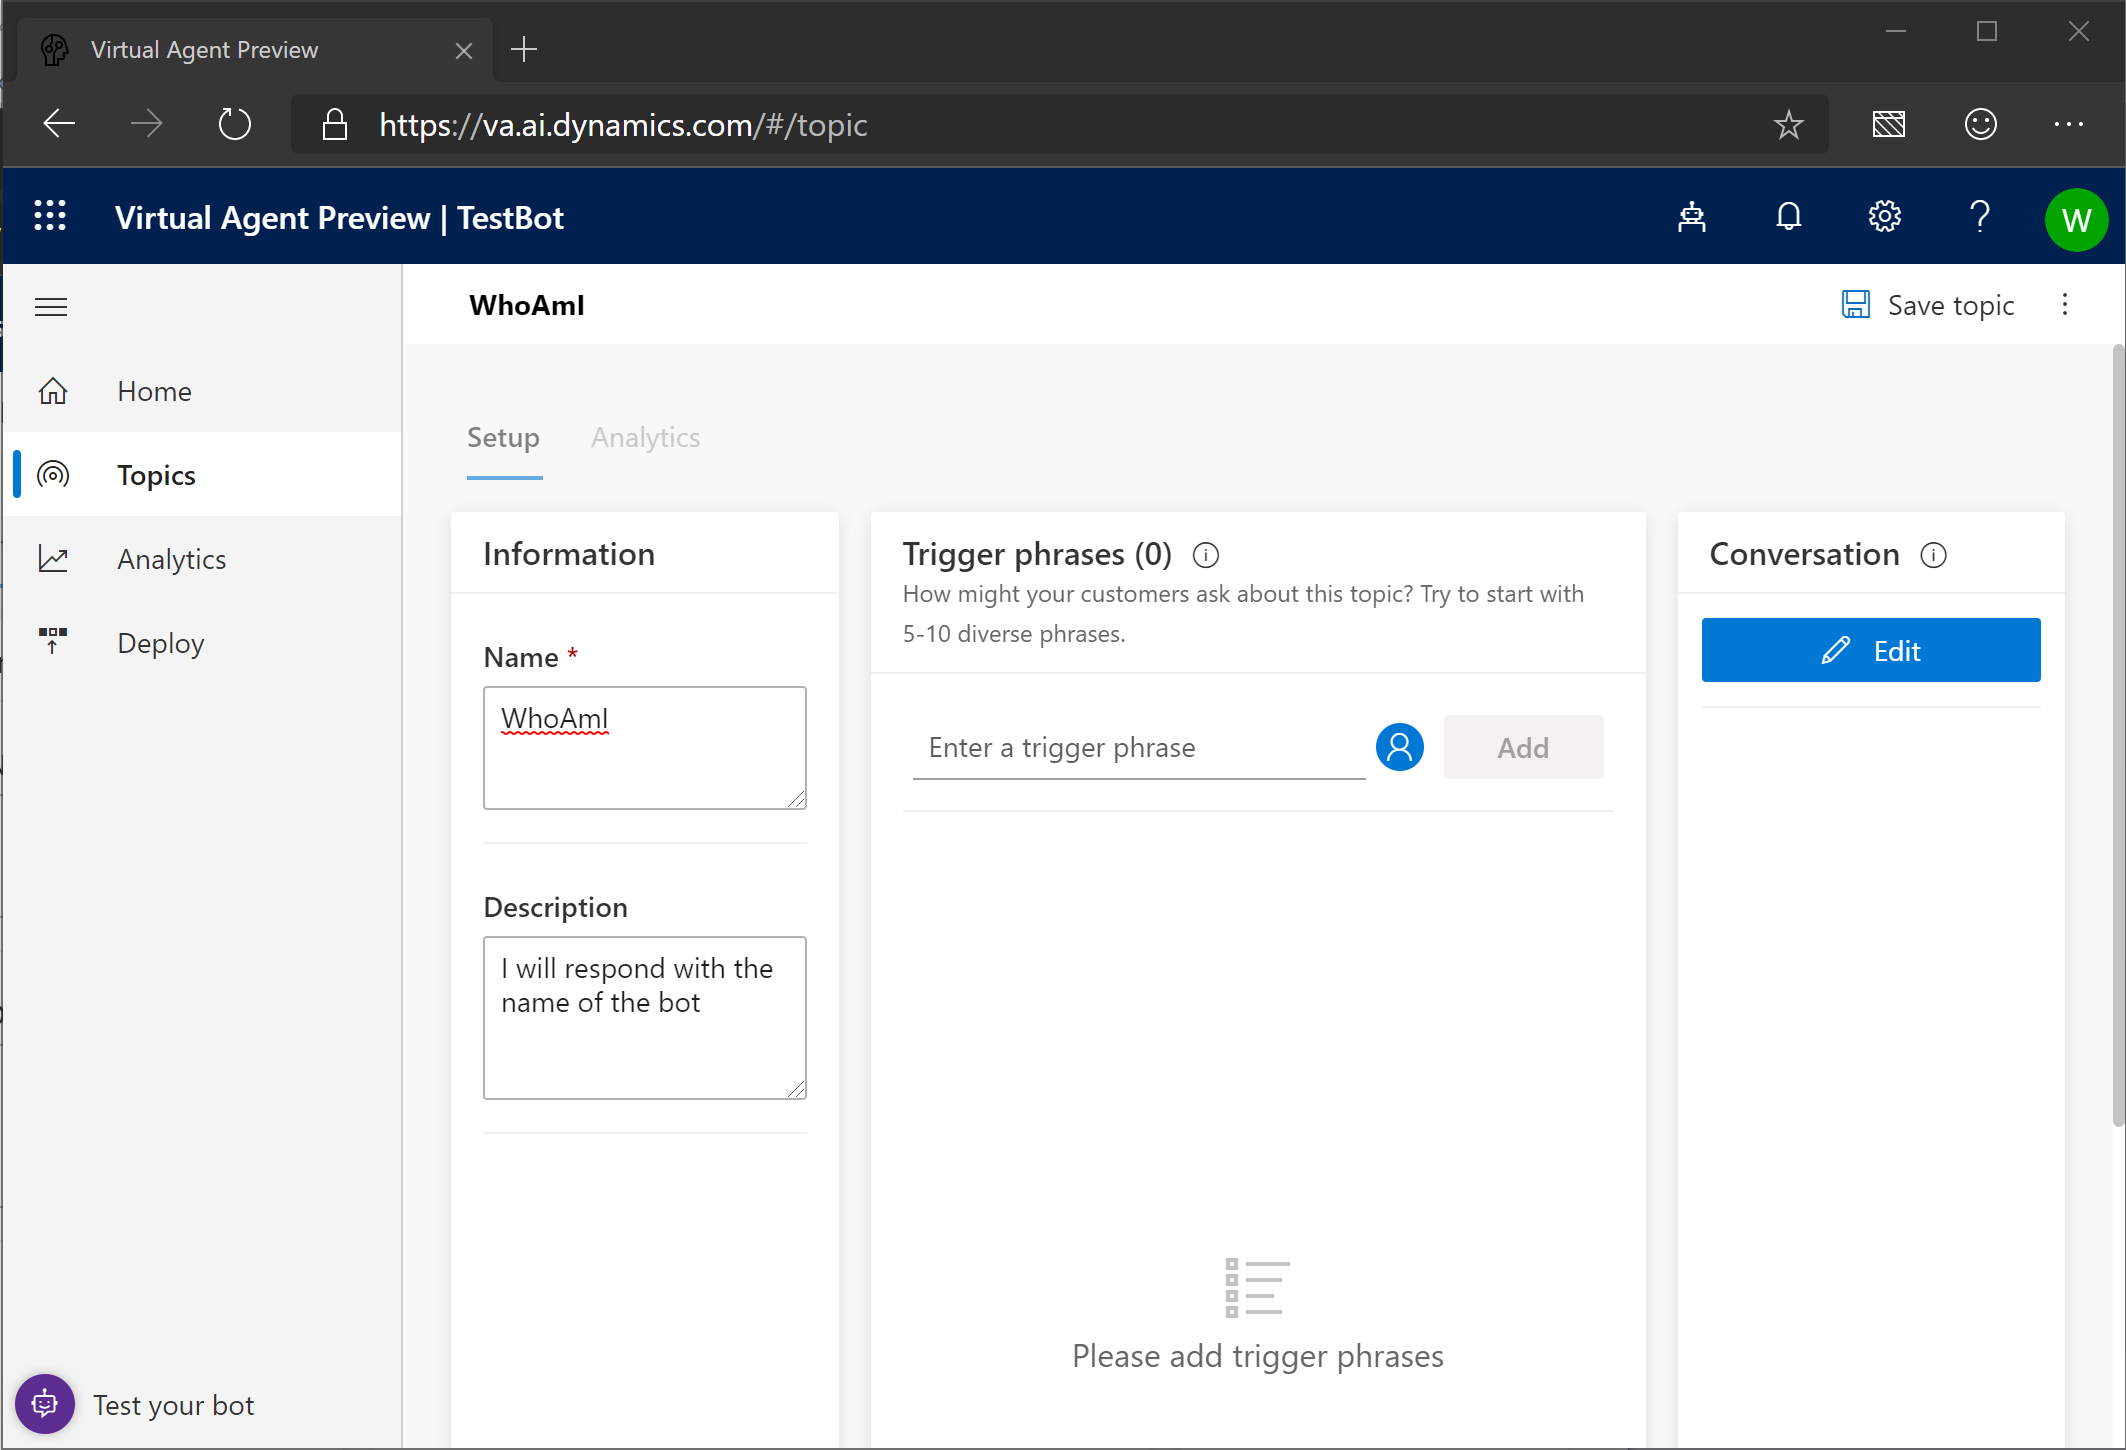 Virtual Agent Preview
https://va.ai.dynamics.com/#/topic
Virtual Agent Preview | TestBot
W
WhoAmI
Save topic
Home
Topics
Analytics
Deploy
Test your bot
Setup
Analytics
Information
Name *
WhoAmI
Description
I will respond with the
name of the bot
Trigger phrases (0)
How might your customers ask about this topic? Try to start with
5-10 diverse phrases.
Enter a trigger phrase
Add
Please add trigger phrases
Conversation
Edit